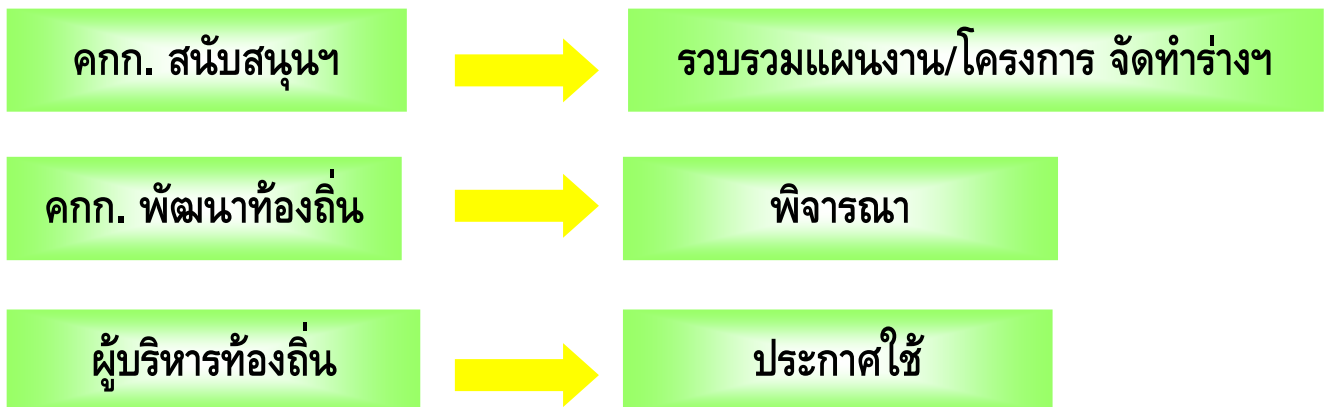 คกก. สนับสนุนฯ
รวบรวมแผนงาน/โครงการ จัดทำร่างฯ
คกก. พัฒนาท้องถิ่น
พิจารณา
ผู้บริหารท้องถิ่น
ประกาศใช้